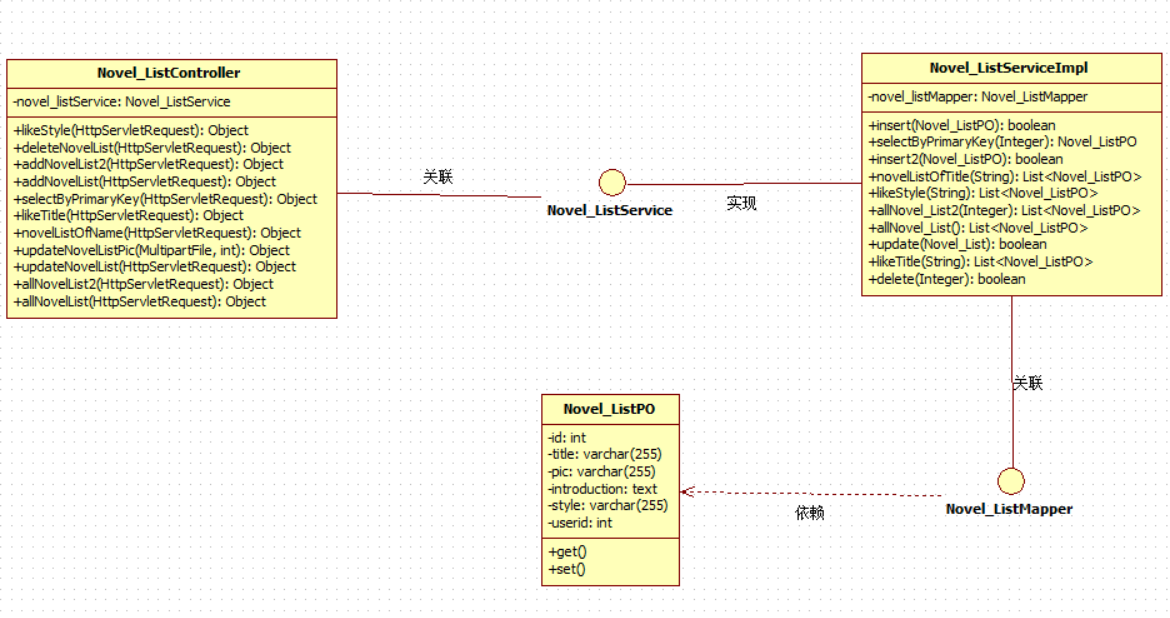 Novel_ListController
-novel_listService: Novel_ListService
+likeStyle(HttpServletRequest): Object
+deleteNovelList(HttpServletRequest): Object
+addNovelList2(HttpServletRequest): Object
+addNovelList(HttpServletRequest): Object
+selectByPrimaryKey(HttpServletRequest): Object
+likeTitle(HttpServletRequest): Object
+novelListOfName(HttpServletRequest): Object
+updateNovelListPic(MultipartFile, int): Object
+updateNovelList(HttpServletRequest): Object
+allNovelList2(HttpServletRequest): Object
+allNovelList(HttpServletRequest): Object
关联
Novel_ListService
实现
Novel_ListServiceImpl
-novel_listMapper: Novel_ListMapper
+insert(Novel_ListPO): boolean
+selectByPrimaryKey(Integer): Novel_ListPO
+insert2(Novel_ListPO): boolean
+novelListOfTitle(String): List<Novel_ListPO>
+likeStyle(String): List<Novel_ListPO>
+allNovel_List2(Integer): List<Novel_ListPO>
+allNovel_List(): List<Novel_ListPO>
+update(Novel_List): boolean
+likeTitle(String): List<Novel_ListPO>
+delete(Integer): boolean
关联
Novel_ListPO
-id: int
-title: varchar(255)
-pic: varchar(255)
-introduction: text
-style: varchar(255)
-userid: int
+get()
+set()
依赖
Novel_ListMapper